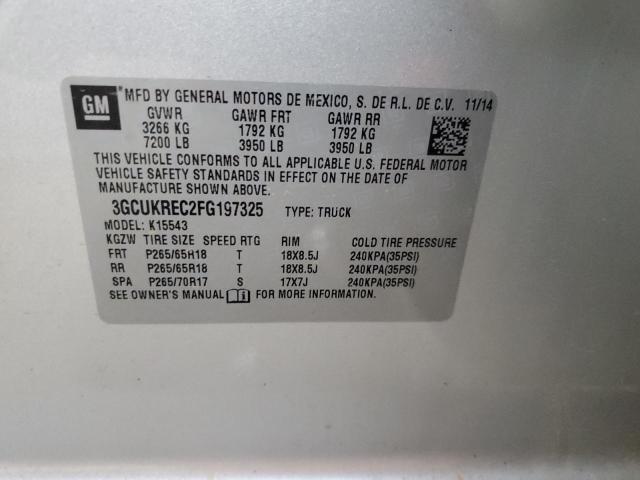 GM
*MFD BY GENERAL MOTORS DE MEXICO, S. DE R.L. DE C.V. 11/14
GVWR GAWR FRT GAWR RR
3266 KG 1792 KG 1792 KG
7200 LB 3950 LB 3950 LB
THIS VEHICLE CONFORMS TO ALL APPLICABLE U.S. FEDERAL MOTOR
VEHICLE SAFETY STANDARDS IN EFFECT ON THE DATE OF
MANUFACTURE SHOWN ABOVE.
3GCUKREC2FG197325 TYPE: TRUCK
MODEL: K15543
KGZW TIRE SIZE SPEED RTG RIM COLD TIRE PRESSURE
FRT P265/65R18 T 18X8.5J 240KPA(35PSI)
RR P265/65R18 T 18X8.5J 240KPA(35PSI)
SPA P265/70R17 S 17X7J 240KPA(35PSI)
SEE OWNER'S MANUAL FOR MORE INFORMATION.